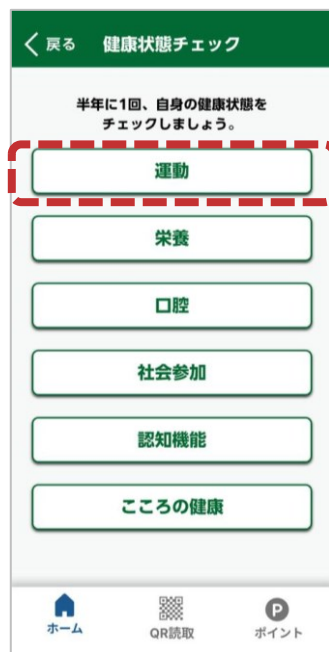 戻る 健康状態チェック
半年に1回、自身の健康状態を
チェックしましょう。
運動
栄養
口腔
社会参加
認知機能
こころの健康
P
ホーム QR読取 ポイント